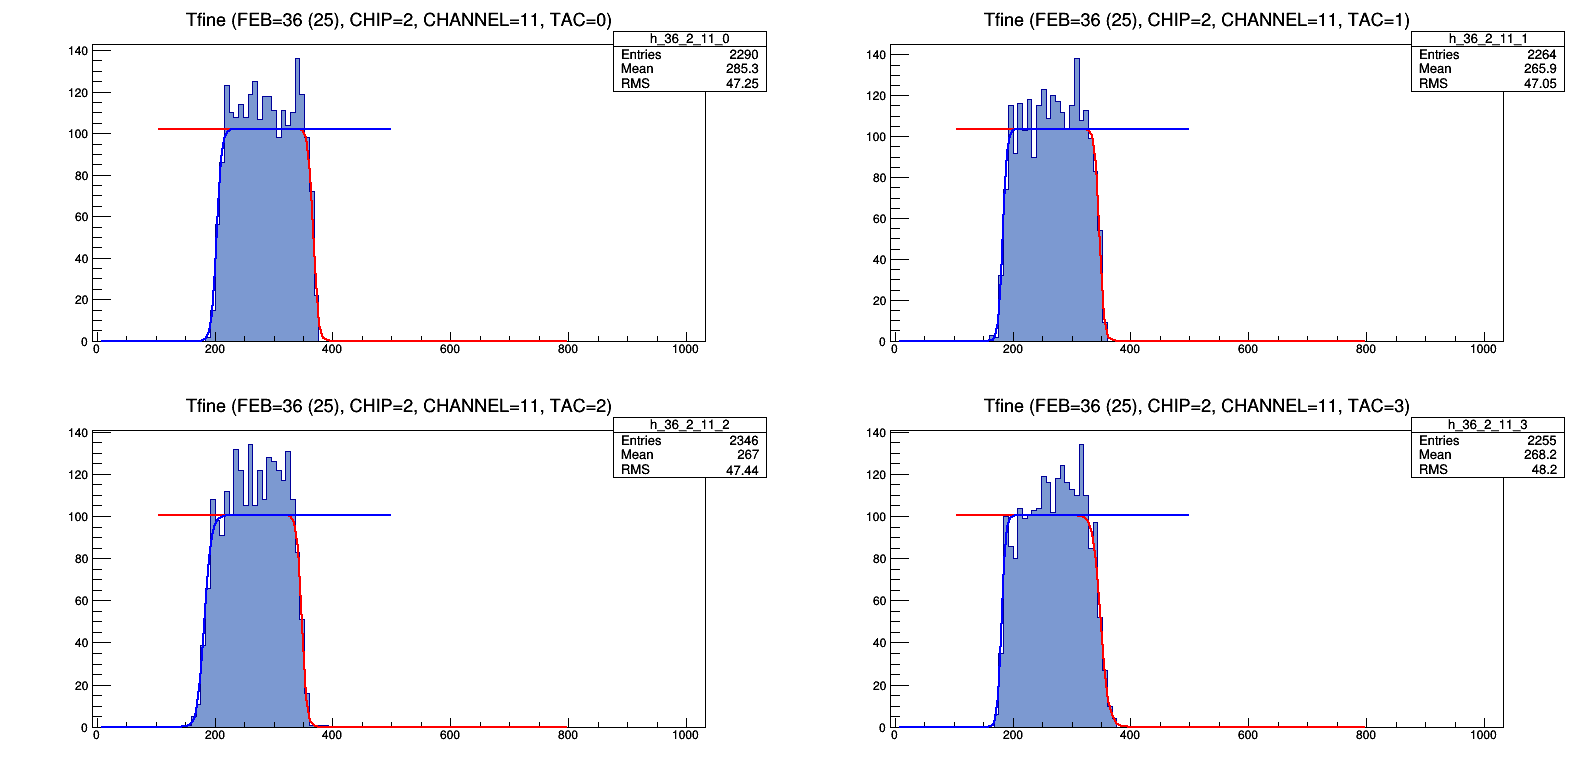 Tfine (FEB=36 (25), CHIP=2, CHANNEL=11, TAC=0)
h_36_2_11_0
Entries 2290
Mean 285.3
RMS 47.25
140
120
100
80
60
40
20
0
0 200 400 600 800 1000
Tfine (FEB=36 (25), CHIP=2, CHANNEL=11, TAC=1)
h_36_2_11_1
Entries 2264
Mean 265.9
RMS 47.05
140
120
100
80
60
40
20
0
0 200 400 600 800 1000
Tfine (FEB=36 (25), CHIP=2, CHANNEL=11, TAC=2)
h_36_2_11_2
Entries 2346
Mean 267
RMS 47.44
140
120
100
80
60
40
20
0
0 200 400 600 800 1000
Tfine (FEB=36 (25), CHIP=2, CHANNEL=11, TAC=3)
h_36_2_11_3
Entries 2255
Mean 268.2
RMS 48.2
140
120
100
80
60
40
20
0
0 200 400 600 800 1000